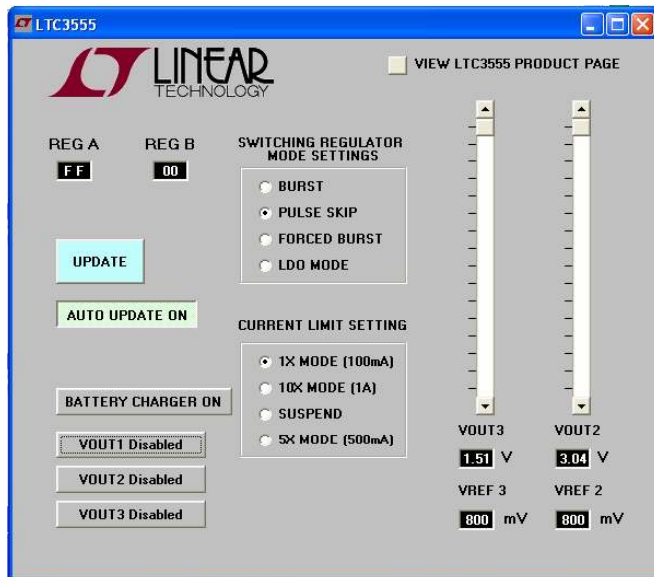 LTC3555
LINEAR
TECHNOLOGY
VIEW LTC3555 PRODUCT PAGE
REG A
REG B
FF
00
SWITCHING REGULATOR
MODE SETTINGS
BURST
PULSE SKIP
FORCED BURST
LDO MODE
UPDATE
AUTO UPDATE ON
CURRENT LIMIT SETTING
1X MODE (100mA)
10X MODE (1A)
SUSPEND
5X MODE (500mA)
BATTERY CHARGER ON
VOUT1 Disabled
VOUT2 Disabled
VOUT3 Disabled
VOUT3
VOUT2
1.51 V
3.04 V
VREF 3
VREF 2
800 mV
800 mV